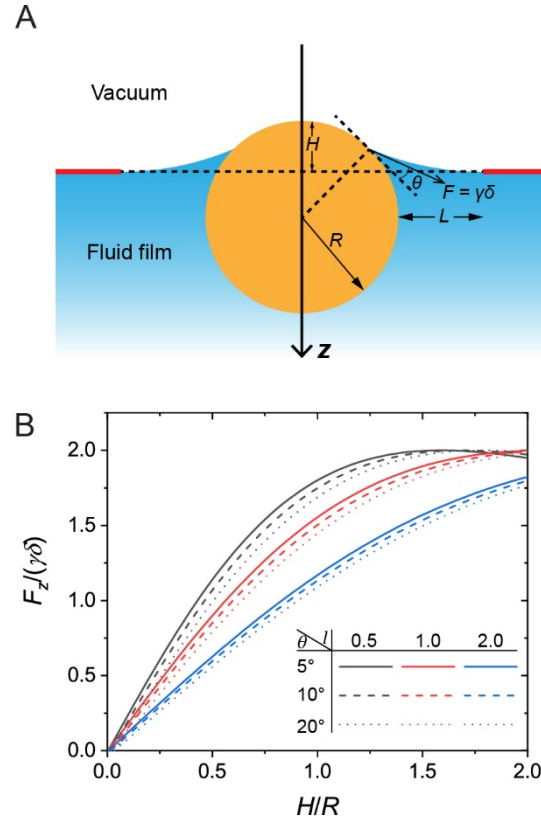 A
Vacuum
H
θ
F = γδ
L
Fluid film
R
z
B
2.0
1.5
1.0
0.5
0.0
F_z/(γδ)
θ l 0.5 1.0 2.0
5°
10°
20°
0.0 0.5 1.0 1.5 2.0
H/R